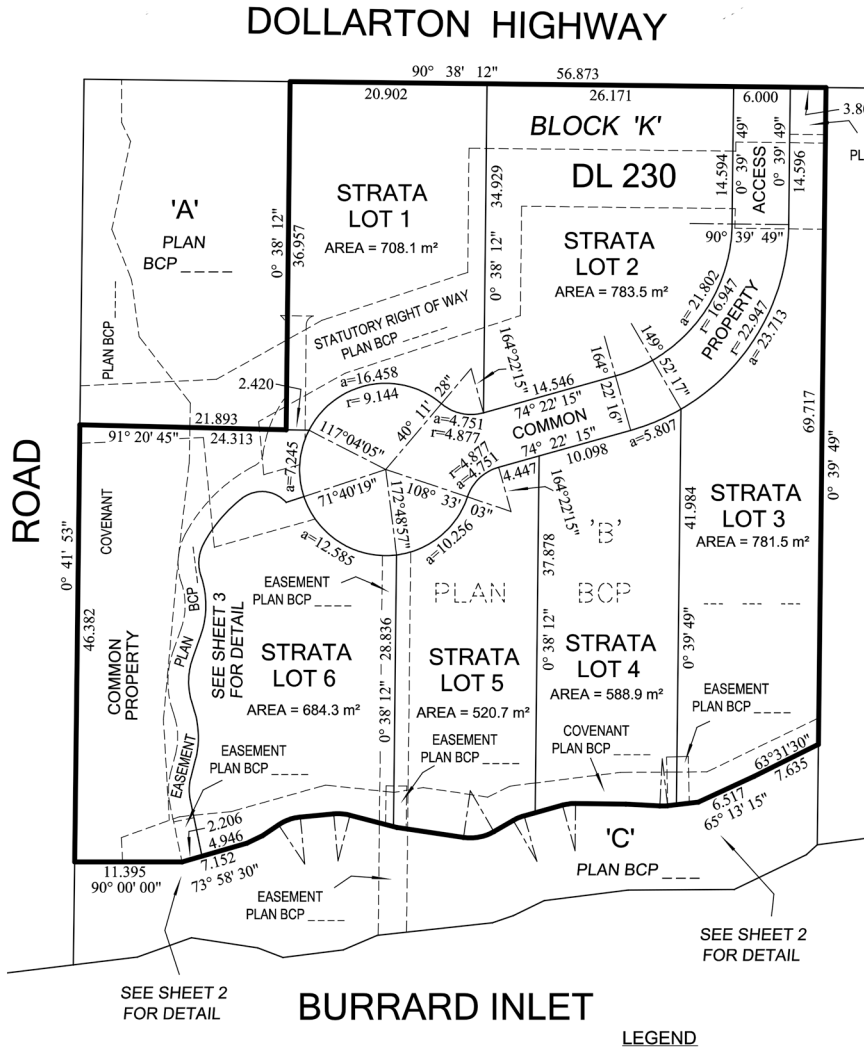 DOLLARTON HIGHWAY
90° 38' 12"
56.873
20.902
26.171
6.000
3.8
BLOCK 'K'
DL 230
PL
'A'
PLAN
BCP ____
PLAN BCP ____
0° 38' 12"
36.957
STRATA
LOT 1
AREA = 708.1 m²
34.929
0° 38' 12"
STRATA
LOT 2
AREA = 783.5 m²
14.594
0° 39' 49"
ACCESS
0° 39' 49"
14.596
90° 39' 49"
STATUTORY RIGHT OF WAY
PLAN BCP ____
a= 21.802
r= 16.947
PROPERTY
r= 22.947
a= 23.713
149° 52' 17"
164°22'15"
164° 22' 16"
2.420
a=16.458
r= 9.144
40° 11' 28"
14.546
74° 22' 15"
COMMON
74° 22' 15"
10.098
a=5.807
a=4.751
r=4.877
r=4.877
a=4.751
4.447
164°22'15"
69.717
0° 39' 49"
21.893
91° 20' 45"
24.313
117°04'05"
a=7.245
71°40'19"
108° 33' 03"
172°48'57"
a=12.585
a=10.256
ROAD
0° 41' 53"
46.382
COVENANT
COMMON
PROPERTY
EASEMENT PLAN BCP
SEE SHEET 3
FOR DETAIL
EASEMENT
PLAN BCP ____
'B'
PLAN
BCP
37.878
0° 38' 12"
41.984
0° 39' 49"
STRATA
LOT 3
AREA = 781.5 m²
28.836
0° 38' 12"
STRATA
LOT 6
AREA = 684.3 m²
STRATA
LOT 5
AREA = 520.7 m²
STRATA
LOT 4
AREA = 588.9 m²
EASEMENT
PLAN BCP ____
EASEMENT
PLAN BCP ____
COVENANT
PLAN BCP ____
EASEMENT
PLAN BCP ____
63°31'30"
7.635
6.517
65° 13' 15"
2.206
4.946
7.152
73° 58' 30"
11.395
90° 00' 00"
'C'
PLAN BCP ____
EASEMENT
PLAN BCP ____
SEE SHEET 2
FOR DETAIL
SEE SHEET 2
FOR DETAIL
BURRARD INLET
LEGEND